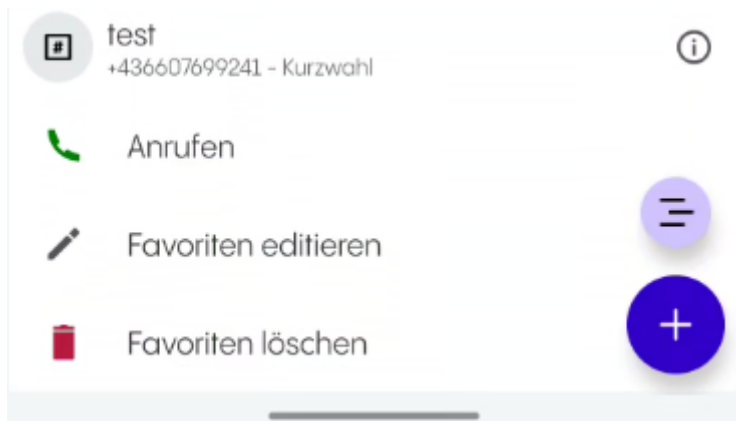 test
+436607699241 - Kurzwahl
Anrufen
Favoriten editieren
Favoriten löschen